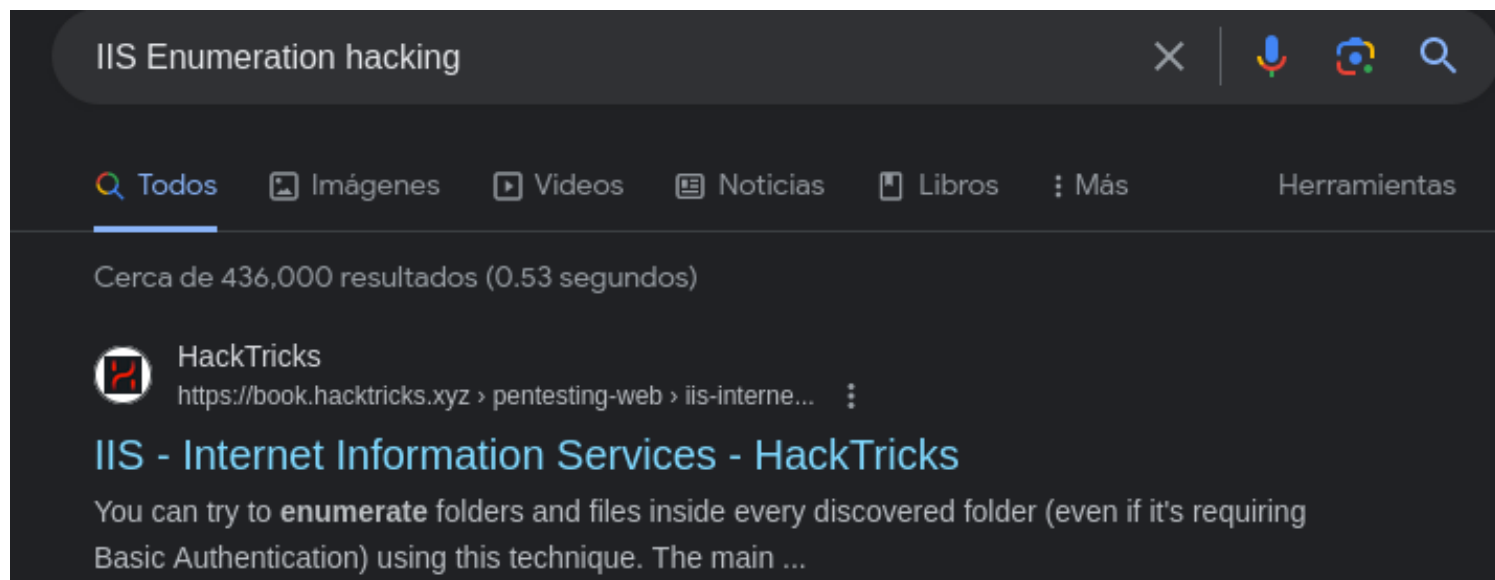 IIS Enumeration hacking
Todos Imágenes Videos Noticias Libros Más Herramientas
Cerca de 436,000 resultados (0.53 segundos)
HackTricks
https://book.hacktricks.xyz › pentesting-web › iis-interne...
IIS - Internet Information Services - HackTricks
You can try to enumerate folders and files inside every discovered folder (even if it's requiring
Basic Authentication) using this technique. The main ...